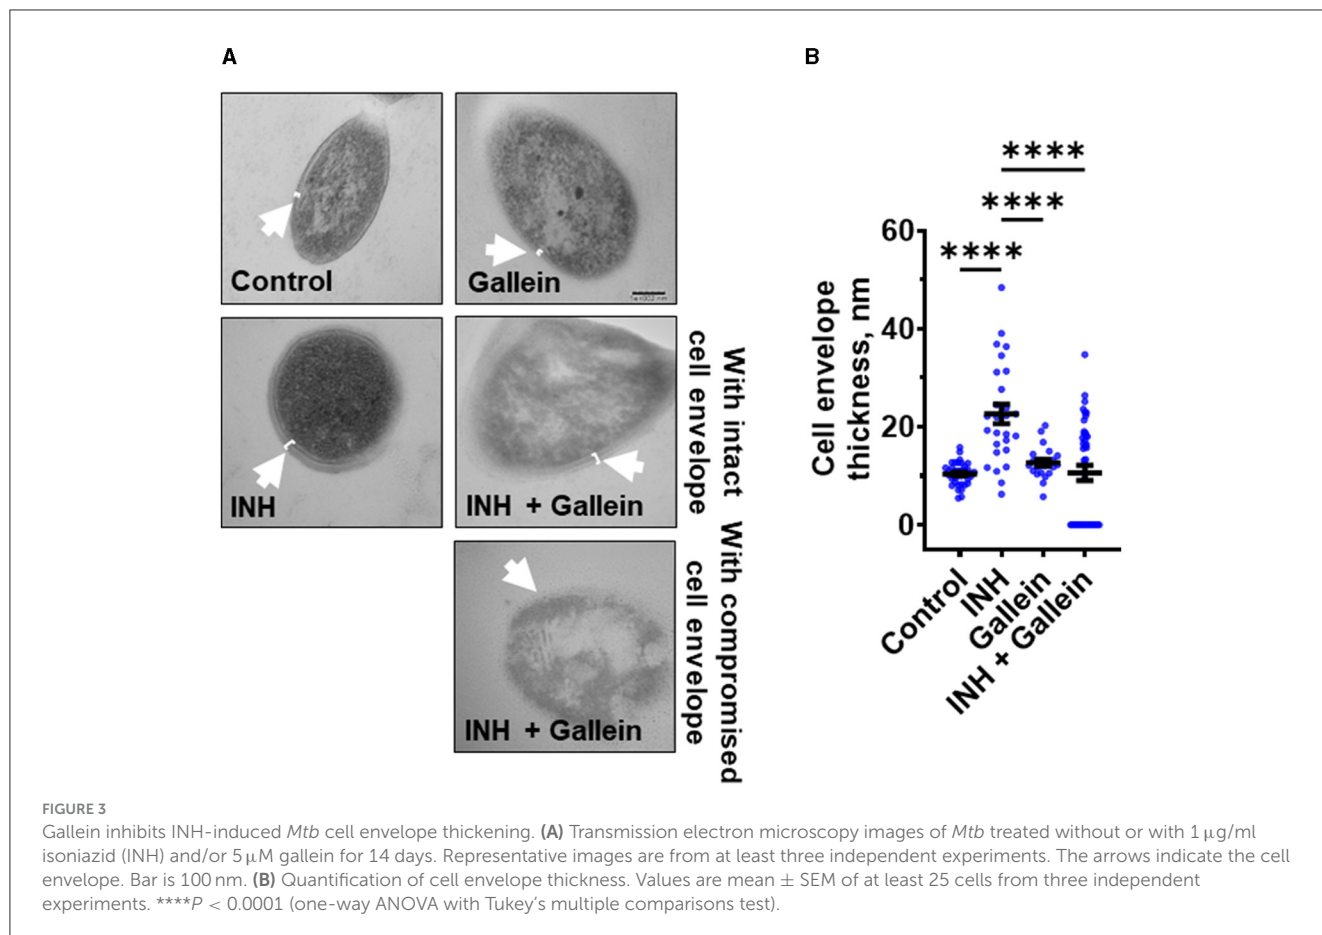 A
B
Control
Gallein
INH
INH + Gallein
With intact
cell envelope
INH + Gallein
With compromised
cell envelope
****
****
****
Cell envelope
thickness, nm
60
40
20
0
Control
INH
Gallein
INH + Gallein
FIGURE 3
Gallein inhibits INH-induced Mtb cell envelope thickening. (A) Transmission electron microscopy images of Mtb treated without or with 1 μg/ml
isoniazid (INH) and/or 5 μM gallein for 14 days. Representative images are from at least three independent experiments. The arrows indicate the cell
envelope. Bar is 100 nm. (B) Quantification of cell envelope thickness. Values are mean ± SEM of at least 25 cells from three independent
experiments. ****P < 0.0001 (one-way ANOVA with Tukey's multiple comparisons test).